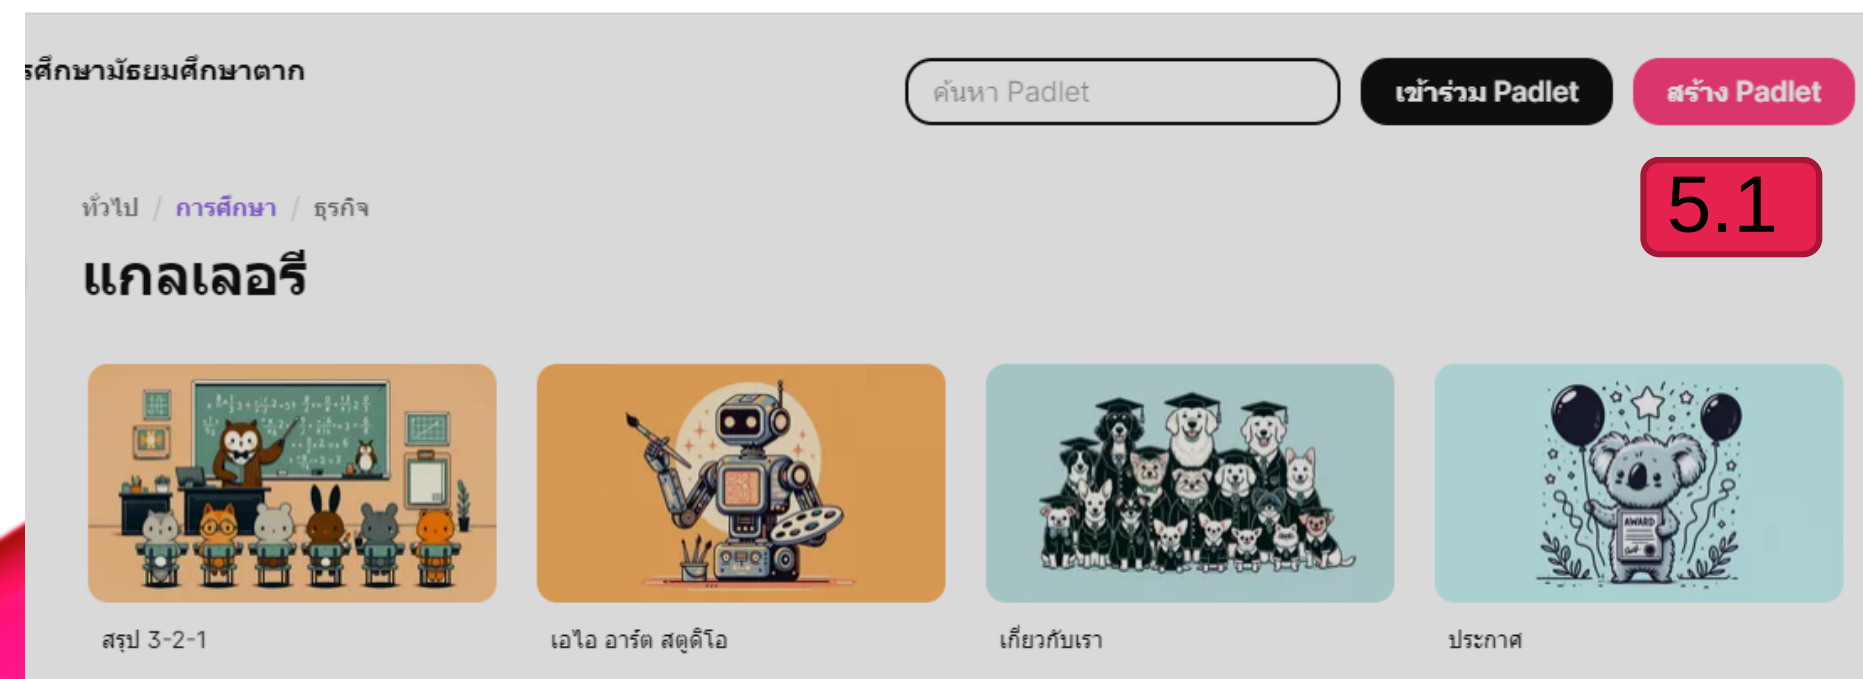 รศึกษามัธยมศึกษาตาก
ค้นหา Padlet
เข้าร่วม Padlet
สร้าง Padlet
5.1
ทั่วไป / การศึกษา / ธุรกิจ
แกลเลอรี
AWARD
สรุป 3-2-1
เอไอ อาร์ต สตูดิโอ
เกี่ยวกับเรา
ประกาศ